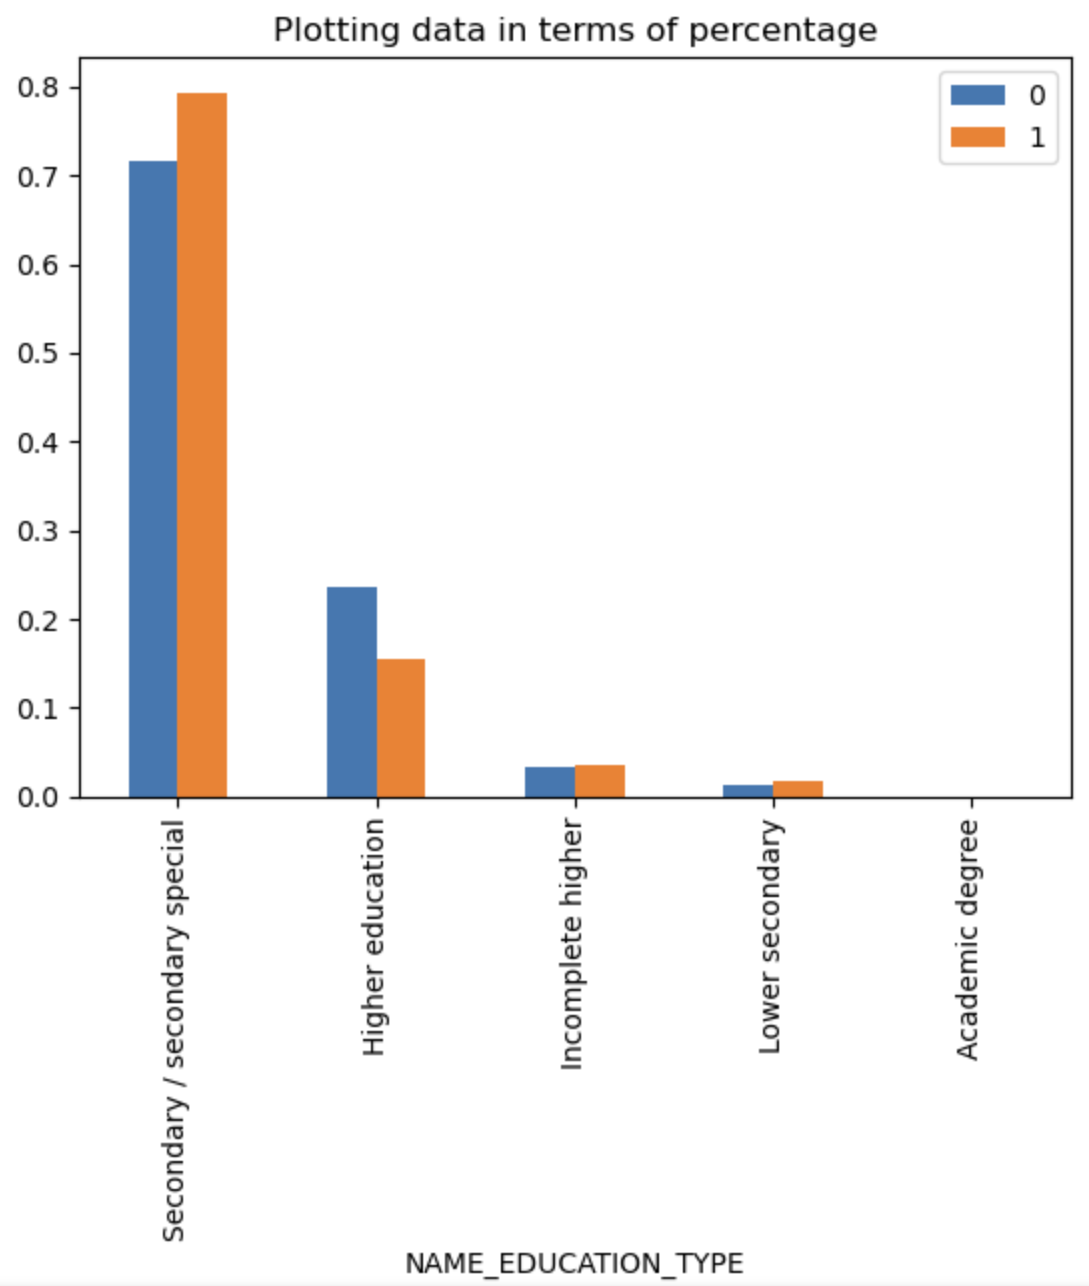 Plotting data in terms of percentage
0
1
0.8
0.7
0.6
0.5
0.4
0.3
0.2
0.1
0.0
Secondary / secondary special
Higher education
Incomplete higher
Lower secondary
Academic degree
NAME_EDUCATION_TYPE